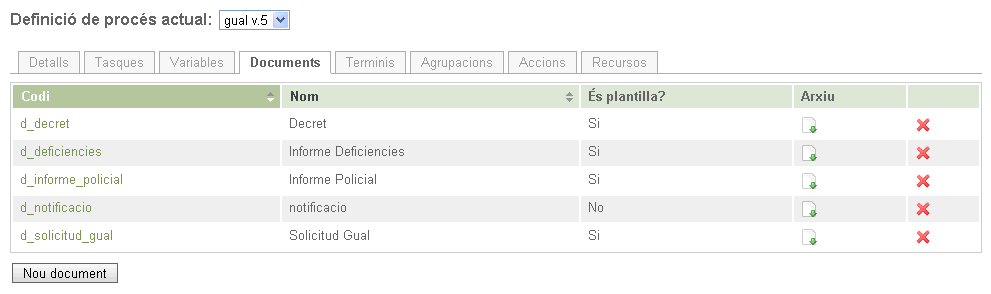 Definició de procés actual: gual v.5
Detalls Tasques Variables Documents Terminis Agrupacions Accions Recursos
Codi Nom És plantilla? Arxiu
d_decret Decret Si
d_deficiencies Informe Deficiencies Si
d_informe_policial Informe Policial Si
d_notificacio notificacio No
d_solicitud_gual Solicitud Gual Si
Nou document